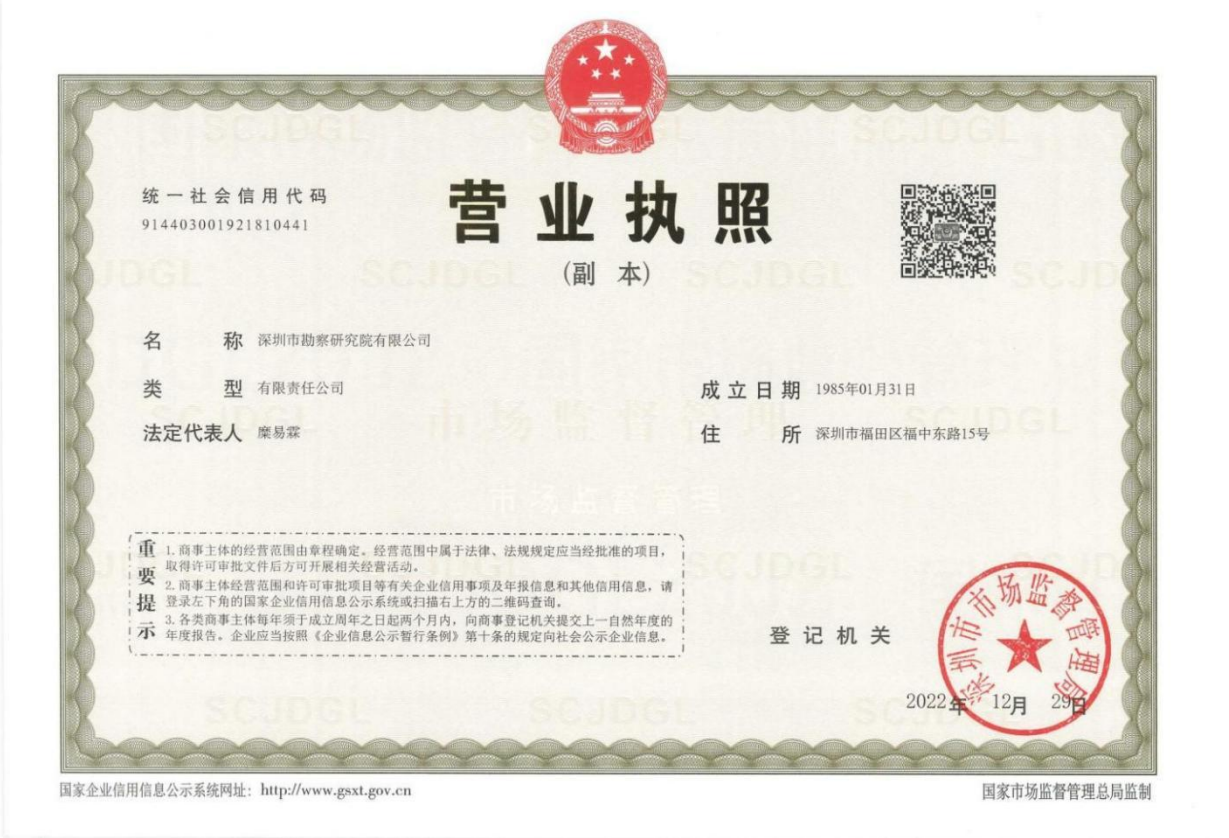 统一社会信用代码
914403001921810441
营业执照
(副 本)
名 称 深圳市勘察研究院有限公司
类 型 有限责任公司
成立日期 1985年01月31日
法定代表人 糜易霖
住 所 深圳市福田区福中东路15号
市场监督管理
市场监督管理
重要提示
1.商事主体的经营范围由章程确定。经营范围中属于法律、法规规定应当经批准的项目，
取得许可审批文件后方可开展相关经营活动。
2.商事主体经营范围和许可审批项目等有关企业信用事项及年报信息和其他信用信息，请
登录左下角的国家企业信用信息公示系统或扫描右上方的二维码查询。
3.各类商事主体每年须于成立周年之日起两个月内，向商事登记机关提交上一自然年度的
年度报告。企业应当按照《企业信息公示暂行条例》第十条的规定向社会公示企业信息。
登记机关
深圳市市场监督管理局
2022年 12月 29日
国家企业信用信息公示系统网址：http://www.gsxt.gov.cn
国家市场监督管理总局监制